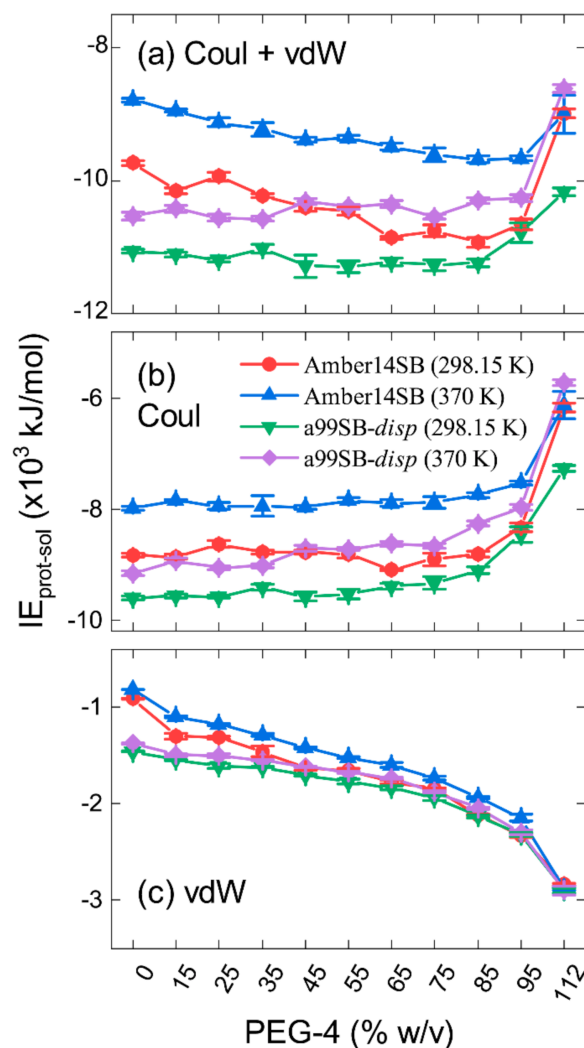 (a) Coul + vdW
-8
-10
-12
(b)
Coul
Amber14SB (298.15 K)
Amber14SB (370 K)
a99SB-disp (298.15 K)
a99SB-disp (370 K)
-6
-8
-10
IEprot-sol (x10³ kJ/mol)
-1
-2
-3
(c) vdW
0 15 25 35 45 55 65 75 85 95 112
PEG-4 (% w/v)